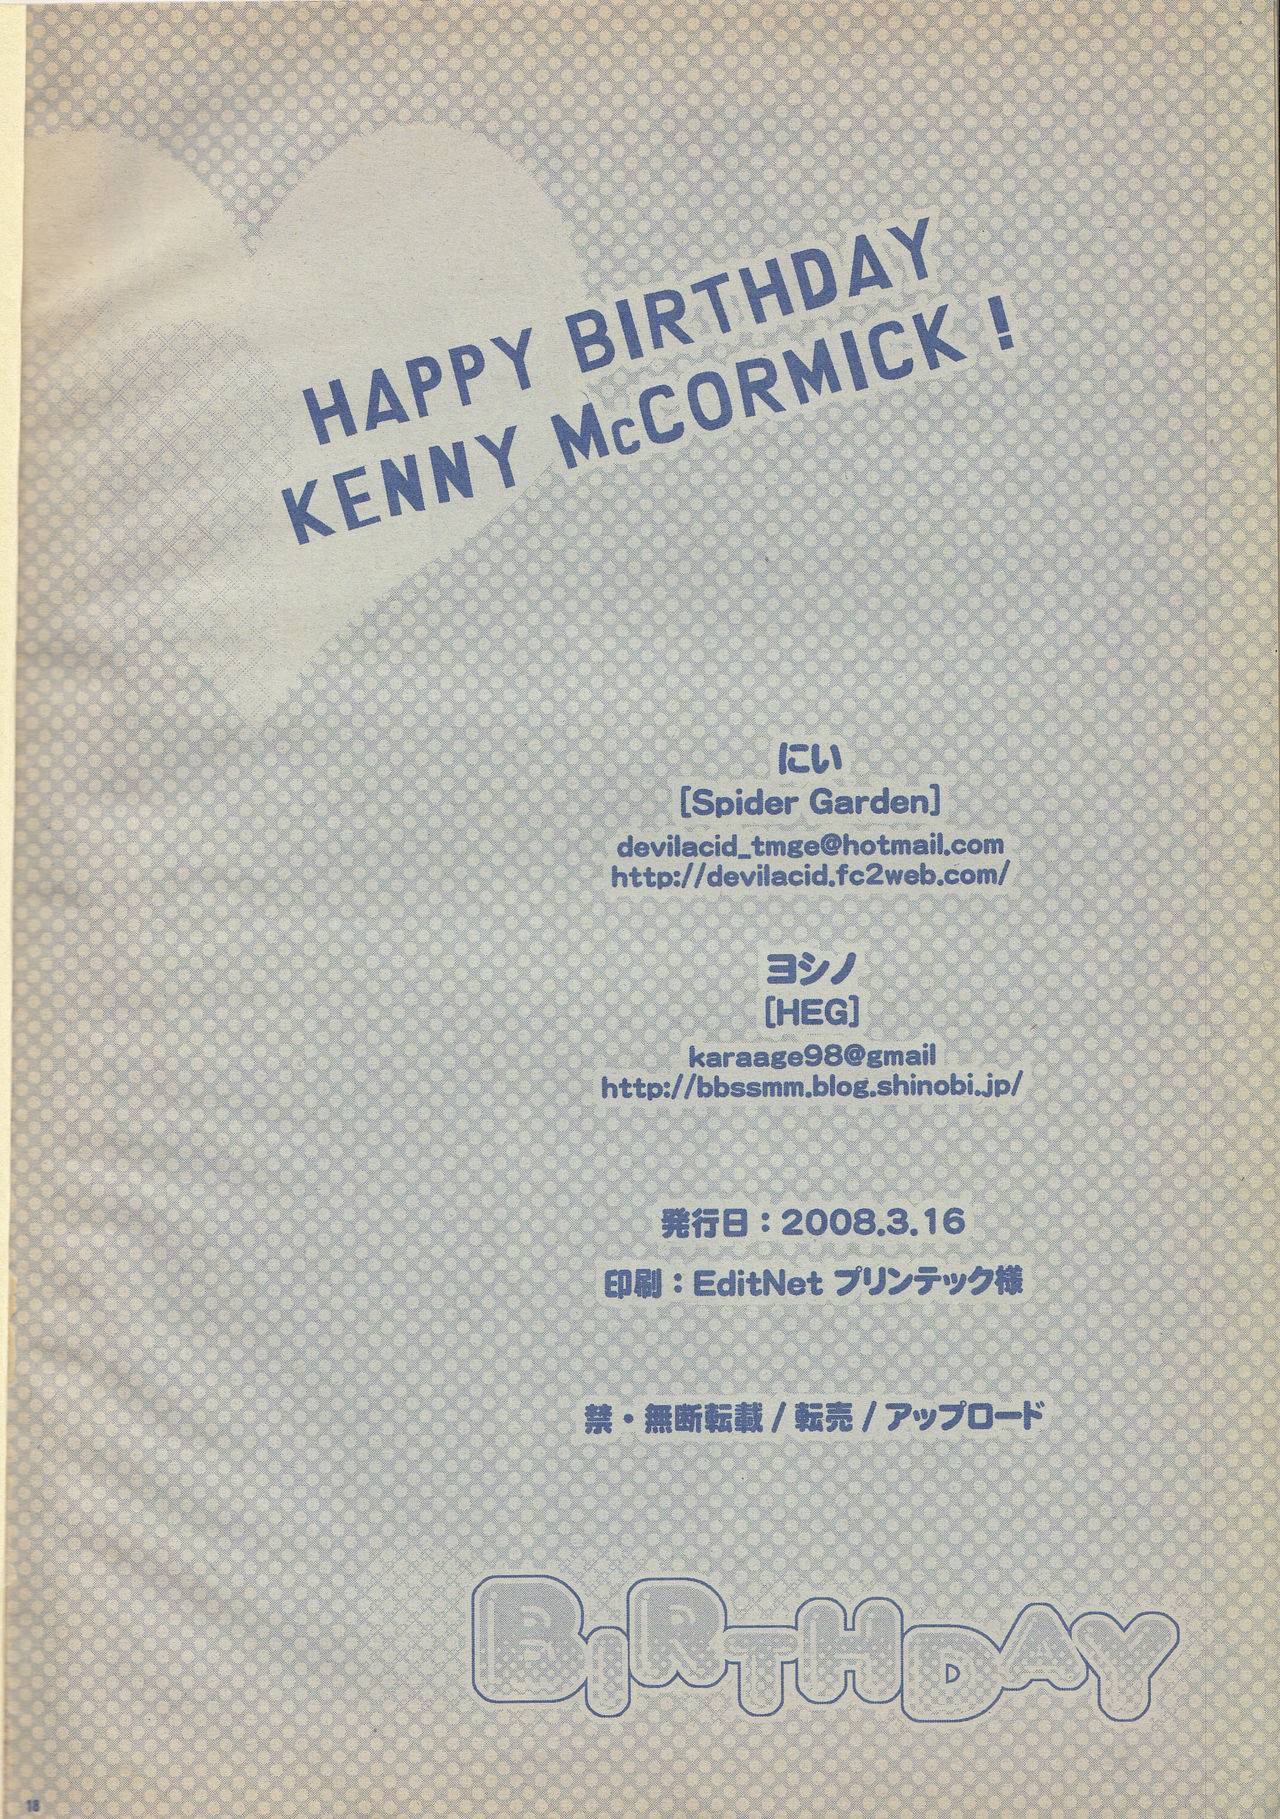 HAPPY BIRTHDAY
KENNY McCORMICK !
にい
[Spider Garden]
devilacid_tmge@hotmail.com
http://devilacid.fc2web.com/
ヨシノ
[HEG]
karaage98@gmail
http://bbssmm.blog.shinobi.jp/
発行日：2008.3.16
印刷：EditNet プリンテック様
禁・無断転載 / 転売 / アップロード
BIRTHDAY
18